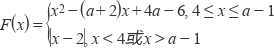 F(x) = { x² − (a + 2)x + 4a − 6, 4 ≤ x ≤ a − 1
x − 2, x < 4或x > a − 1